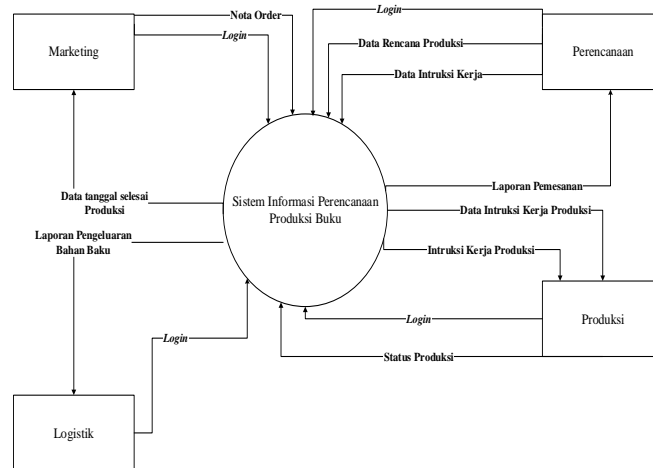 Nota Order
Login
Marketing
Login
Data Rencana Produksi
Perencanaan
Data Intruksi Kerja
Sistem Informasi Perencanaan
Produksi Buku
Laporan Pemesanan
Data tanggal selesai
Produksi
Data Intruksi Kerja Produksi
Laporan Pengeluaran
Bahan Baku
Intruksi Kerja Produksi
Login
Produksi
Login
Status Produksi
Logistik